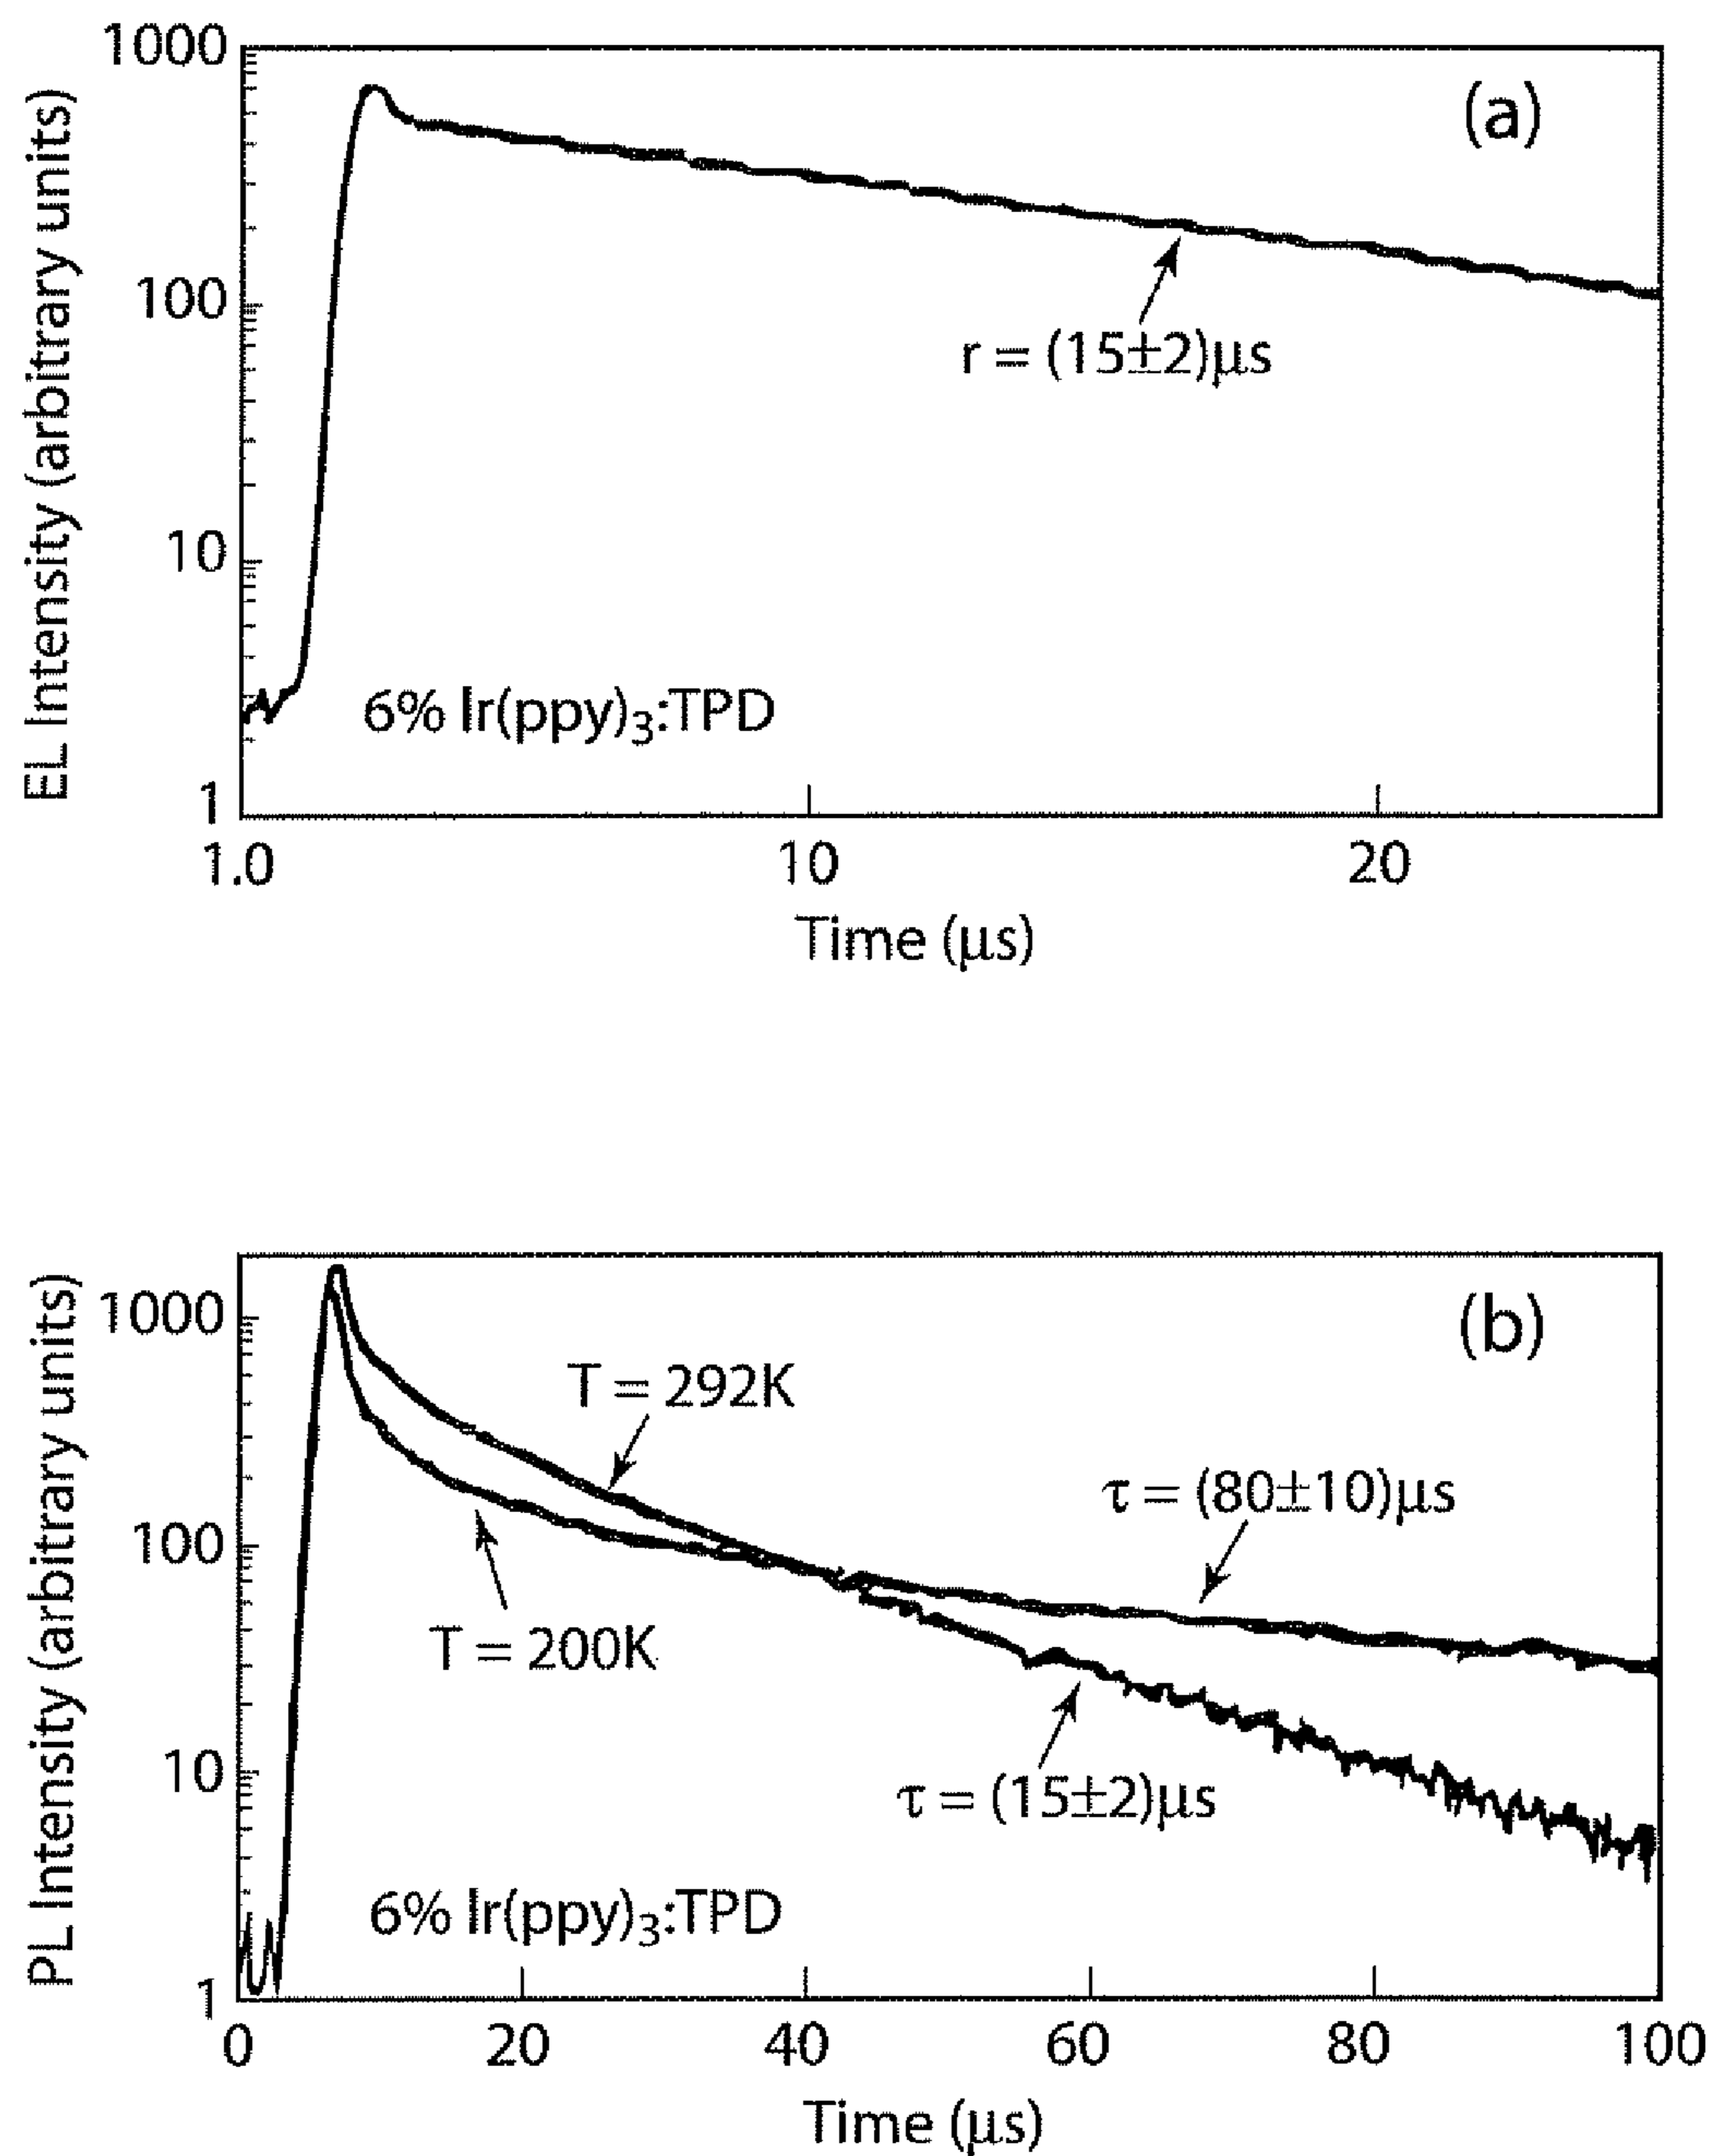 1000
(a)
100
r = (15±2)µs
10
6% Ir(ppy)3:TPD
1
1.0
10
20
Time (µs)
EL Intensity (arbitrary units)
1000
(b)
T = 292K
τ = (80±10)µs
100
T = 200K
10
τ = (15±2)µs
6% Ir(ppy)3:TPD
1
0
20
40
60
80
100
Time (µs)
PL Intensity (arbitrary units)